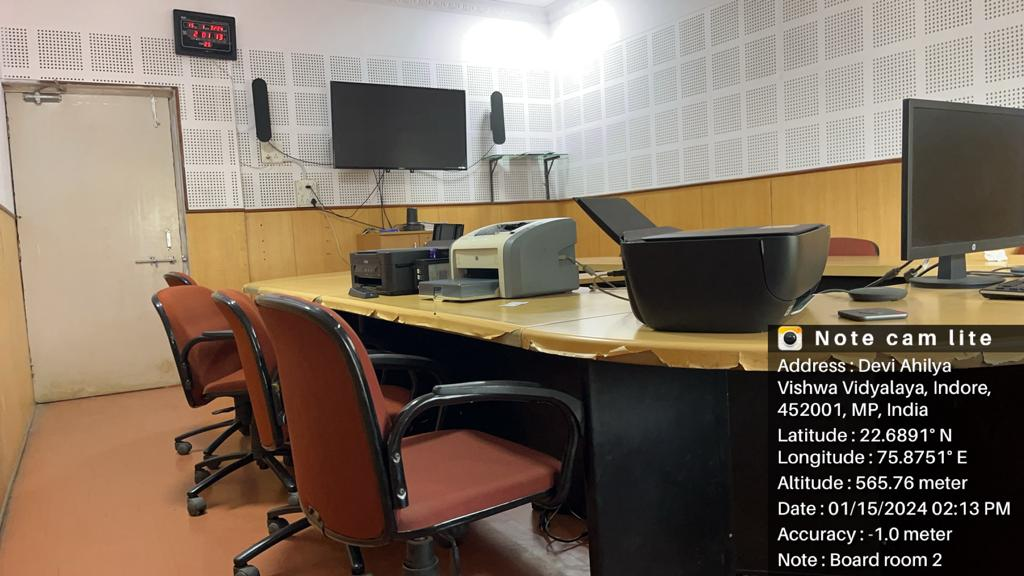 Note cam lite
Address : Devi Ahilya
Vishwa Vidyalaya, Indore,
452001, MP, India
Latitude : 22.6891° N
Longitude : 75.8751° E
Altitude : 565.76 meter
Date : 01/15/2024 02:13 PM
Accuracy : -1.0 meter
Note : Board room 2